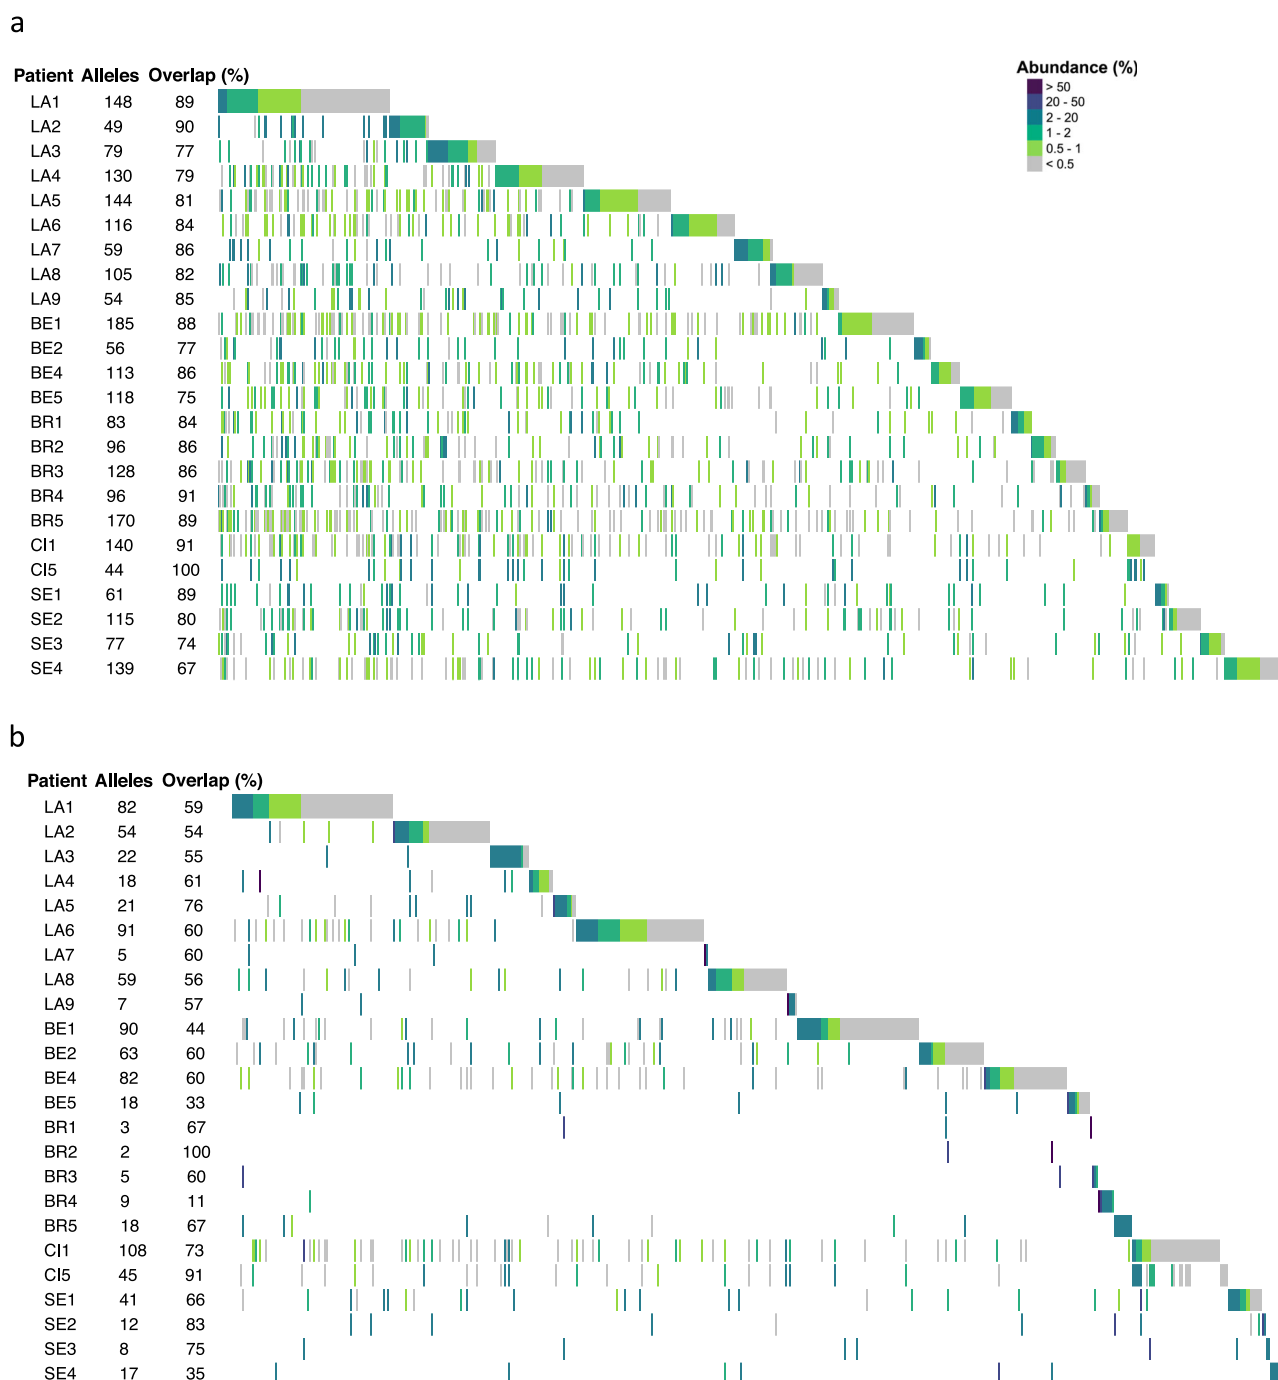 a
Patient Alleles Overlap (%)
Abundance (%)
> 50
20 - 50
2 - 20
1 - 2
0.5 - 1
< 0.5
LA1 148 89
LA2 49 90
LA3 79 77
LA4 130 79
LA5 144 81
LA6 116 84
LA7 59 86
LA8 105 82
LA9 54 85
BE1 185 88
BE2 56 77
BE4 113 86
BE5 118 75
BR1 83 84
BR2 96 86
BR3 128 86
BR4 96 91
BR5 170 89
CI1 140 91
CI5 44 100
SE1 61 89
SE2 115 80
SE3 77 74
SE4 139 67
b
Patient Alleles Overlap (%)
LA1 82 59
LA2 54 54
LA3 22 55
LA4 18 61
LA5 21 76
LA6 91 60
LA7 5 60
LA8 59 56
LA9 7 57
BE1 90 44
BE2 63 60
BE4 82 60
BE5 18 33
BR1 3 67
BR2 2 100
BR3 5 60
BR4 9 11
BR5 18 67
CI1 108 73
CI5 45 91
SE1 41 66
SE2 12 83
SE3 8 75
SE4 17 35